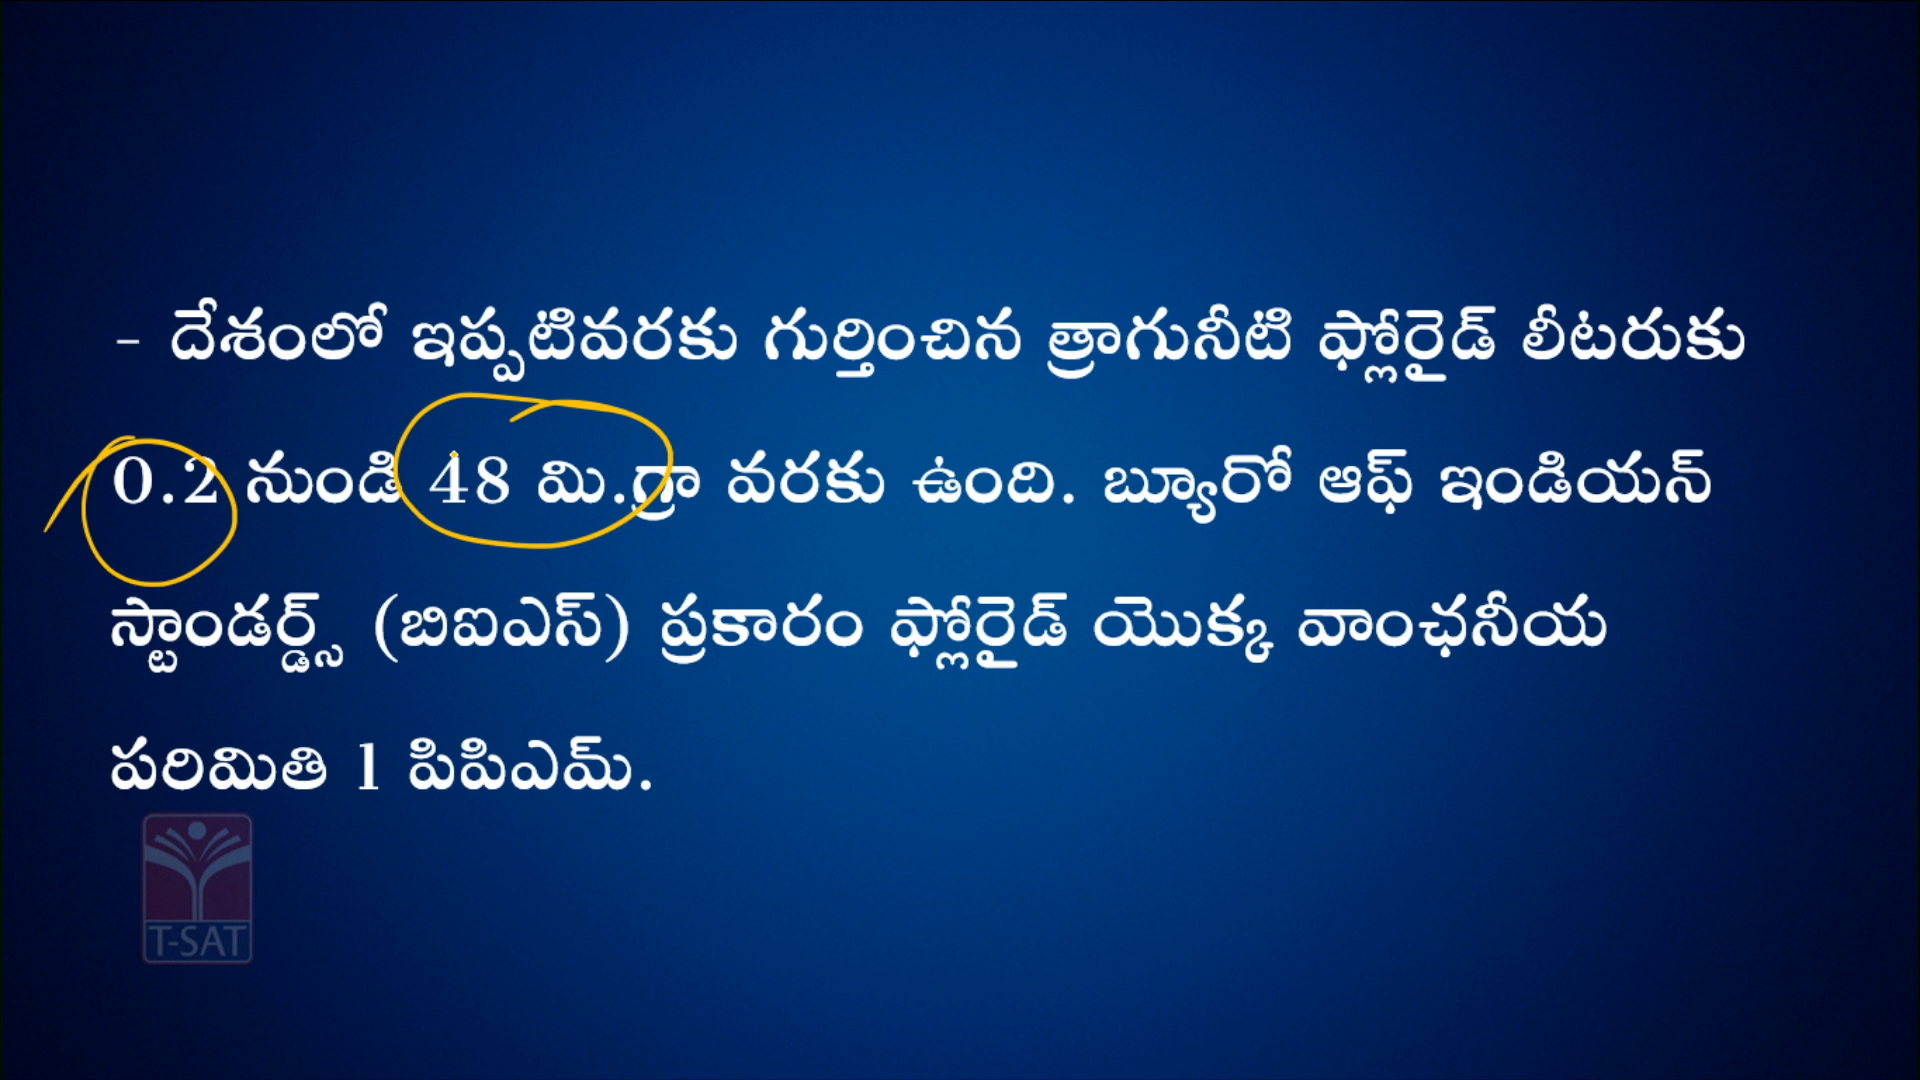 - దేశంలో ఇప్పటివరకు గుర్తించిన త్రాగునీటి ఫ్లోరైడ్ లీటరుకు
0.2 నుండి 48 మి.గ్రా వరకు ఉంది. బ్యూరో ఆఫ్ ఇండియన్
స్టాండర్డ్స్ (బిఐఎస్) ప్రకారం ఫ్లోరైడ్ యొక్క వాంఛనీయ
పరిమితి 1 పిపిఎమ్.
T-SAT